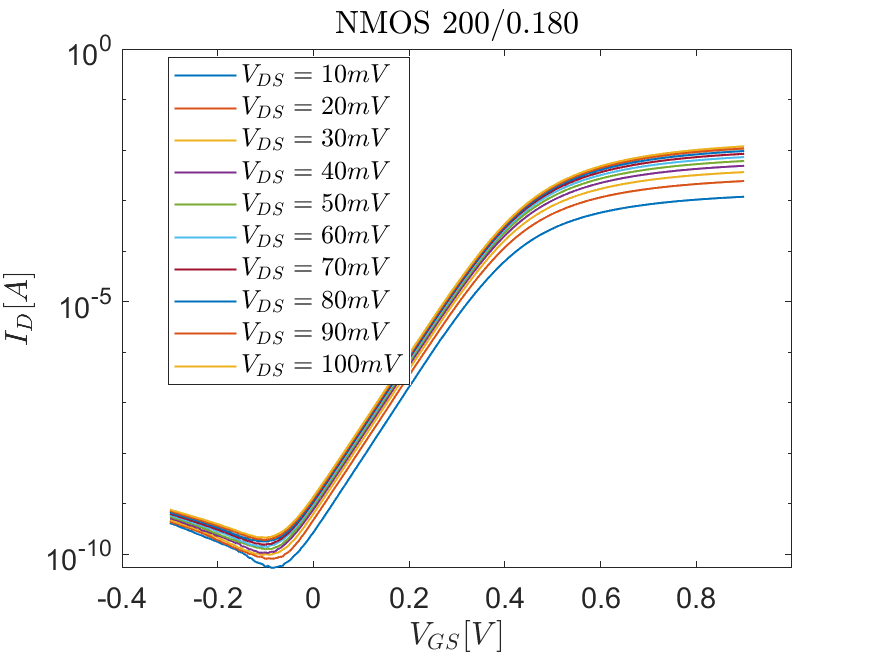 NMOS 200/0.180
10^0
10^-5
10^-10
I_D[A]
V_DS = 10mV
V_DS = 20mV
V_DS = 30mV
V_DS = 40mV
V_DS = 50mV
V_DS = 60mV
V_DS = 70mV
V_DS = 80mV
V_DS = 90mV
V_DS = 100mV
-0.4 -0.2 0 0.2 0.4 0.6 0.8
V_GS[V]